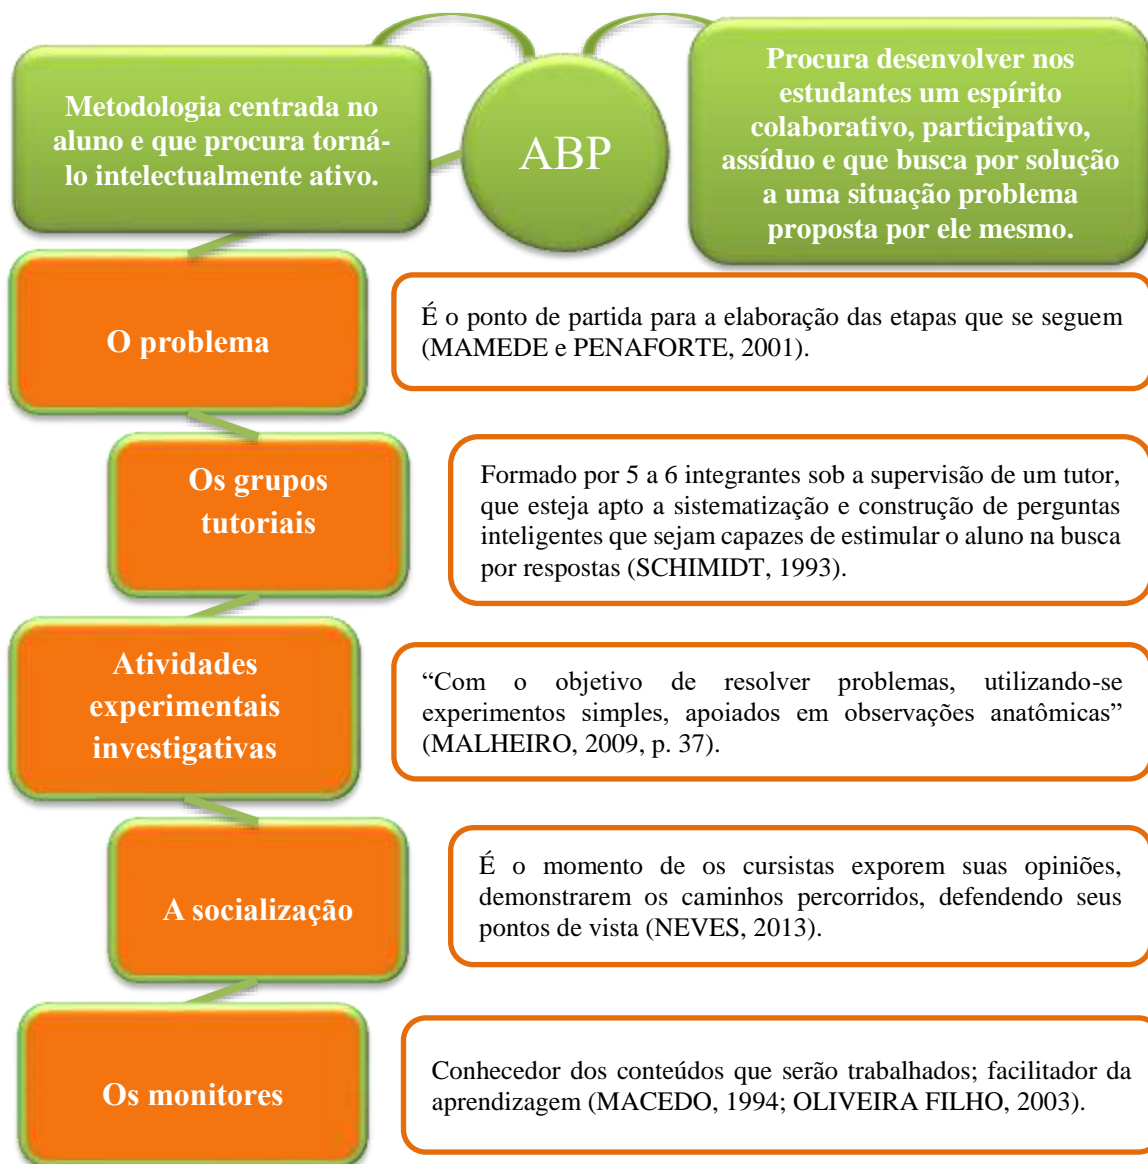 Metodologia centrada no
aluno e que procura torná-
lo intelectualmente ativo.
ABP
Procura desenvolver nos
estudantes um espírito
colaborativo, participativo,
assíduo e que busca por solução
a uma situação problema
proposta por ele mesmo.
O problema
É o ponto de partida para a elaboração das etapas que se seguem
(MAMEDE e PENAFORTE, 2001).
Os grupos
tutoriais
Formado por 5 a 6 integrantes sob a supervisão de um tutor,
que esteja apto a sistematização e construção de perguntas
inteligentes que sejam capazes de estimular o aluno na busca
por respostas (SCHIMIDT, 1993).
Atividades
experimentais
investigativas
“Com o objetivo de resolver problemas, utilizando-se
experimentos simples, apoiados em observações anatômicas”
(MALHEIRO, 2009, p. 37).
A socialização
É o momento de os cursistas exporem suas opiniões,
demonstrarem os caminhos percorridos, defendendo seus
pontos de vista (NEVES, 2013).
Os monitores
Conhecedor dos conteúdos que serão trabalhados; facilitador da
aprendizagem (MACEDO, 1994; OLIVEIRA FILHO, 2003).